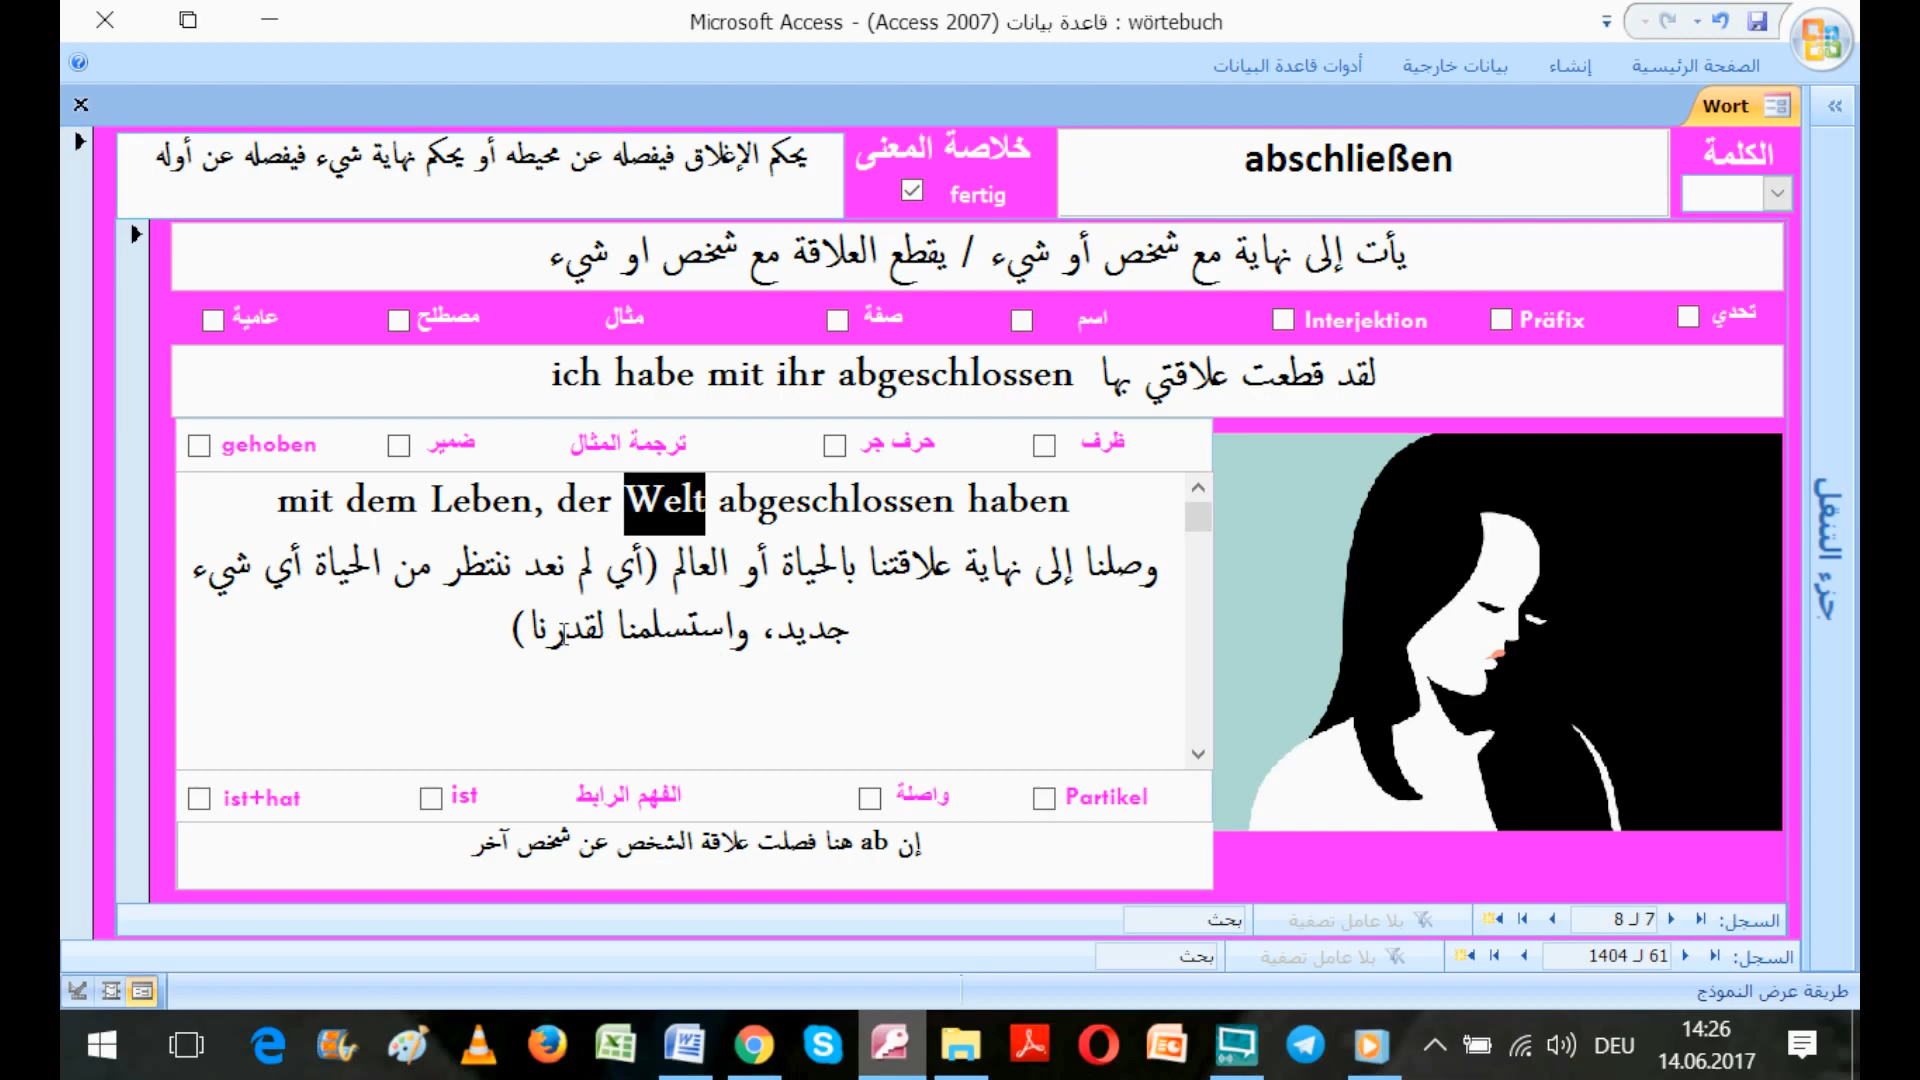 Microsoft Access - (Access 2007) قاعدة بيانات : wörtebuch
الصفحة الرئيسية إنشاء بيانات خارجية أدوات قاعدة البيانات
Wort
الكلمة
abschließen
خلاصة المعنى
fertig
يحكم الإغلاق فيفصله عن محيطه أو يحكم نهاية شيء فيفصله عن أوله
يأت إلى نهاية مع شخص أو شيء / يقطع العلاقة مع شخص او شيء
تحدي Präfix Interjektion اسم صفة مثال مصطلح عامية
لقد قطعت علاقتي بها ich habe mit ihr abgeschlossen
ظرف حرف جر ترجمة المثال ضمير gehoben
mit dem Leben, der Welt abgeschlossen haben
وصلنا إلى نهاية علاقتنا بالحياة أو العالم (أي لم نعد ننتظر من الحياة أي شيء
جديد، واستسلمنا لقدرنا)
Partikel واصلة الفهم الرابط ist ist+hat
إن ab هنا فصلت علاقة الشخص عن شخص آخر
جزء التنقل
السجل: 7 لـ 8 بلا عامل تصفية بحث
السجل: 61 لـ 1404 بلا عامل تصفية بحث
طريقة عرض النموذج
DEU
14:26
14.06.2017